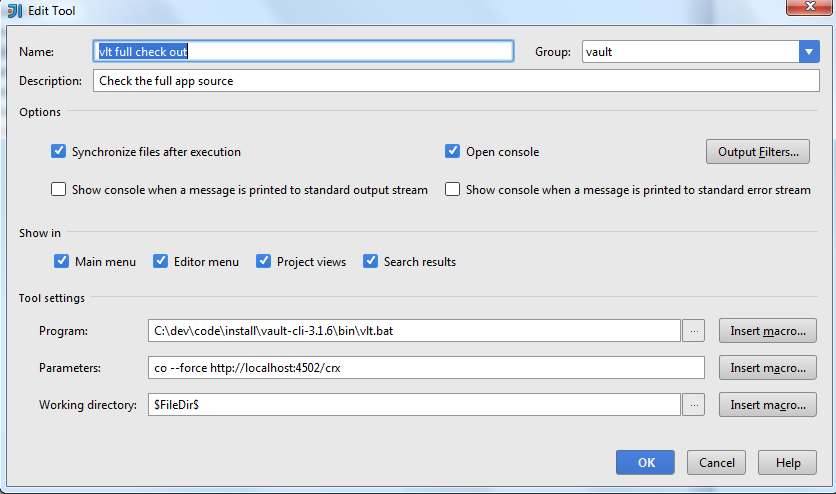 Edit Tool
Name: vlt full check out Group: vault
Description: Check the full app source
Options
Synchronize files after execution Open console Output Filters...
Show console when a message is printed to standard output stream Show console when a message is printed to standard error stream
Show in
Main menu Editor menu Project views Search results
Tool settings
Program: C:\dev\code\install\vault-cli-3.1.6\bin\vlt.bat ... Insert macro...
Parameters: co --force http://localhost:4502/crx Insert macro...
Working directory: $FileDir$ ... Insert macro...
OK Cancel Help